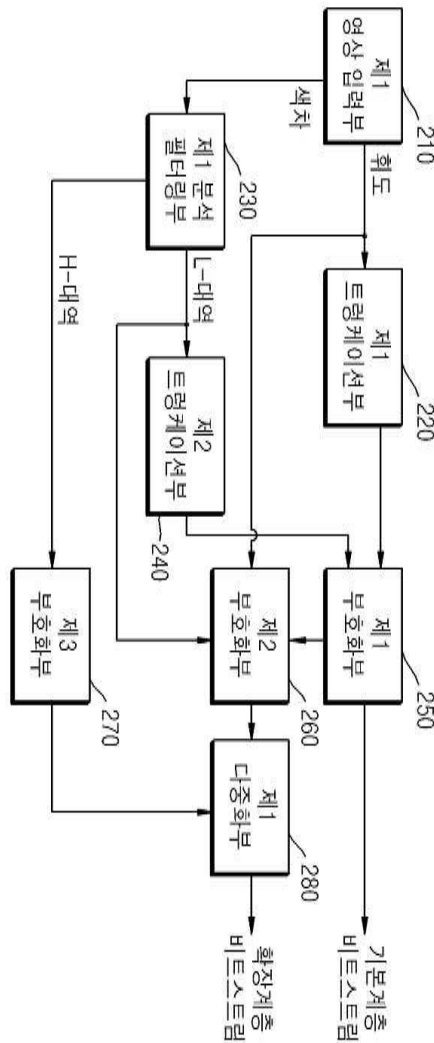 제1
영상 입력부
210
휘도
색차
제1
트렁케이션부
220
제1 분석
필터링부
230
L-대역
H-대역
제2
트렁케이션부
240
제1
부호화부
250
제2
부호화부
260
제3
부호화부
270
제1
다중화부
280
기본계층
비트스트림
확장계층
비트스트림